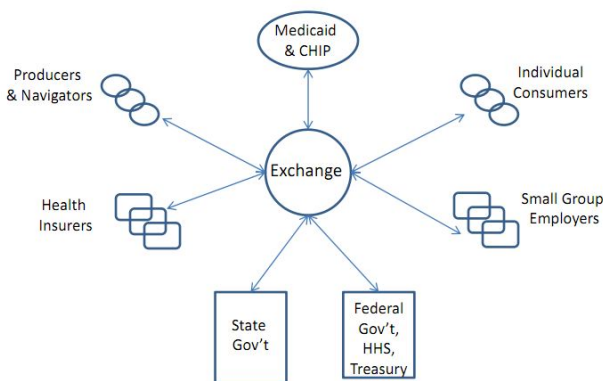 Medicaid
& CHIP
Producers
& Navigators
Individual
Consumers
Exchange
Health
Insurers
Small Group
Employers
State
Gov't
Federal
Gov't,
HHS,
Treasury